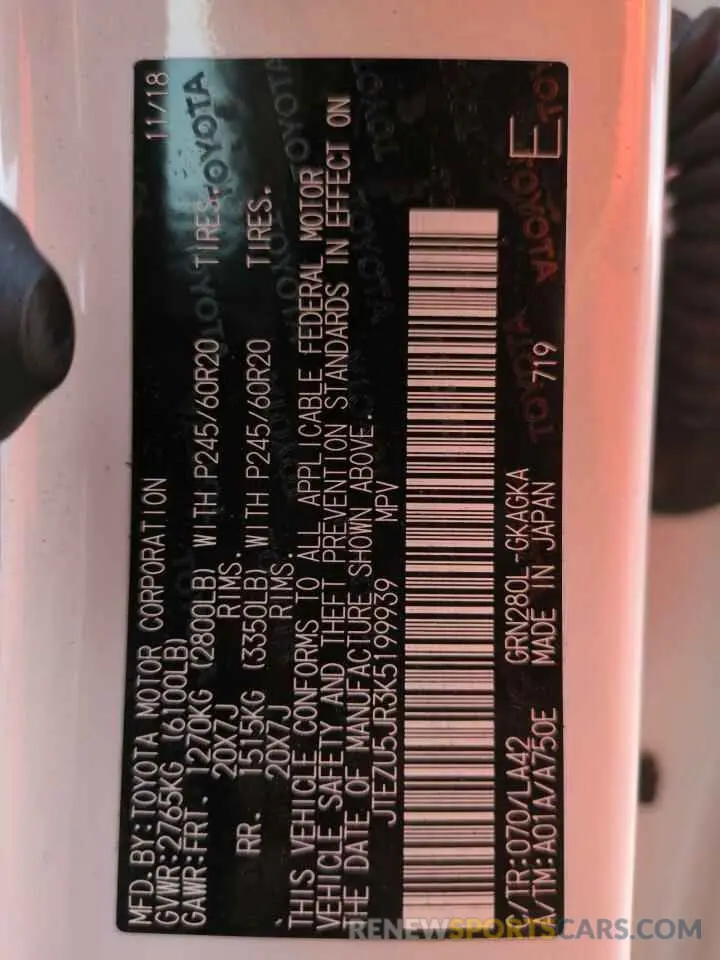 MFD. BY: TOYOTA MOTOR CORPORATION 11/18
GVWR: 2765KG (6100LB)
GAWR: FRT. 1270KG (2800LB) WITH P245/60R20 TIRES.
20X7J RIMS.
RR. 1515KG (3350LB) WITH P245/60R20 TIRES.
20X7J RIMS.
THIS VEHICLE CONFORMS TO ALL APPLICABLE FEDERAL MOTOR
VEHICLE SAFETY AND THEFT PREVENTION STANDARDS IN EFFECT ON
THE DATE OF MANUFACTURE SHOWN ABOVE.
JTEZU5JR3K5199939 MPV
E
C/TR: 070/LA42 GRN280L-GKAGKA 719
A/TM: A01A/A750E MADE IN JAPAN
TOYOTA TOYOTA TOYOTA TOYOTA
RENEWSPORTSCARS.COM